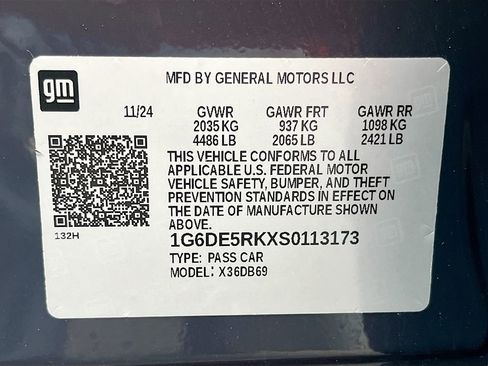 gm
MFD BY GENERAL MOTORS LLC
11/24 GVWR GAWR FRT GAWR RR
2035 KG 937 KG 1098 KG
4486 LB 2065 LB 2421 LB
THIS VEHICLE CONFORMS TO ALL
APPLICABLE U.S. FEDERAL MOTOR
VEHICLE SAFETY, BUMPER, AND THEFT
PREVENTION STANDARDS IN EFFECT ON
THE DATE OF MANUFACTURE SHOWN
ABOVE.
132H
1G6DE5RKXS0113173
TYPE: PASS CAR
MODEL: X36DB69